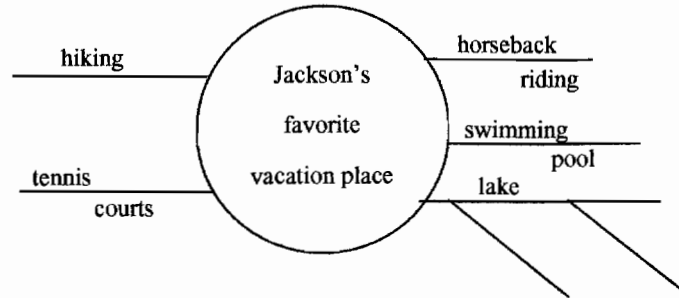 hiking
tennis
courts
Jackson's
favorite
vacation place
horseback
riding
swimming
pool
lake